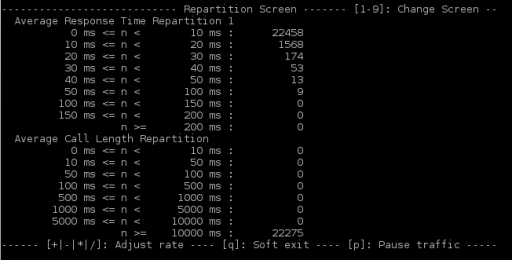 --------------------------- Repartition Screen ------- [1-9]: Change Screen --
Average Response Time Repartition 1
0 ms <= n < 10 ms : 22458
10 ms <= n < 20 ms : 1568
20 ms <= n < 30 ms : 174
30 ms <= n < 40 ms : 53
40 ms <= n < 50 ms : 13
50 ms <= n < 100 ms : 9
100 ms <= n < 150 ms : 0
150 ms <= n < 200 ms : 0
n >= 200 ms : 0
Average Call Length Repartition
0 ms <= n < 10 ms : 0
10 ms <= n < 50 ms : 0
50 ms <= n < 100 ms : 0
100 ms <= n < 500 ms : 0
500 ms <= n < 1000 ms : 0
1000 ms <= n < 5000 ms : 0
5000 ms <= n < 10000 ms : 0
n >= 10000 ms : 22275
------ [+|-|*|/]: Adjust rate ---- [q]: Soft exit ---- [p]: Pause traffic -----